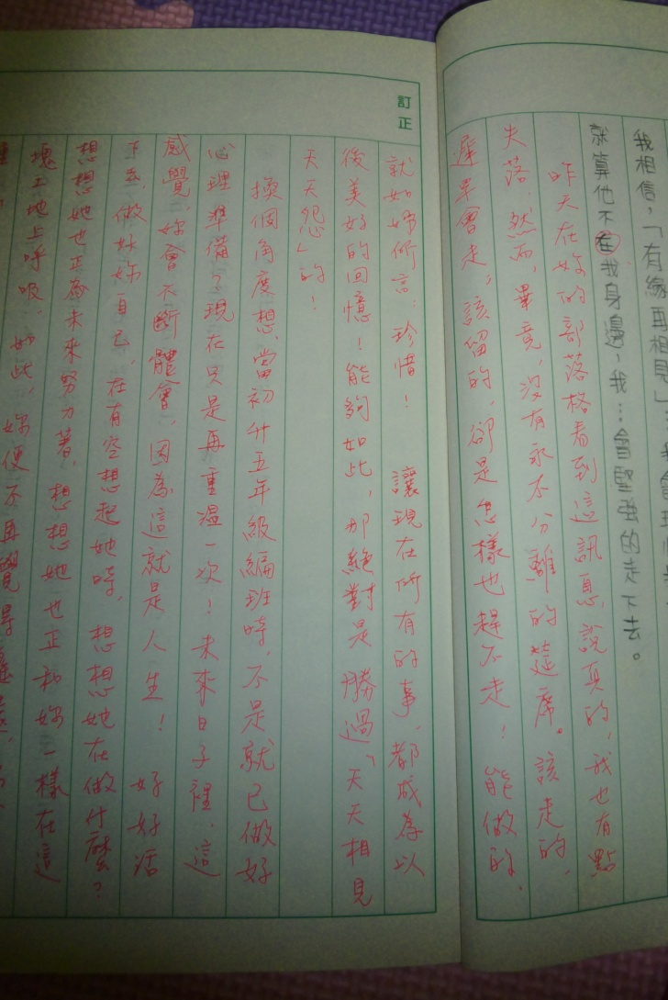 我相信，「有緣再相見」
就算他不在我身邊，我…會堅強的走下去。
昨天在妳的部落格看到這訊息，說真的，我也有點
失落，然而，畢竟，沒有永不分離的筵席。該走的，
遲早會走，該留的，卻是怎樣也趕不走！能做的，
訂正
就如妳所言：珍惜！讓現在所有的事，都成為以
後美好的回憶！能夠如此，那絕對是勝過「天天相見
天天怨」的！
換個角度想，當初升五年級編班時，不是就已做好
心理準備？現在只是再重溫一次！未來日子裡，這
感覺，妳會不斷體會，因為，這就是人生！好好活
下去，做好妳自己，在有空想起她時，想想她在做什麼？
想想她也正為未來努力著，想想她也正和妳一樣在這
塊土地上呼吸，如此，妳便不再覺得